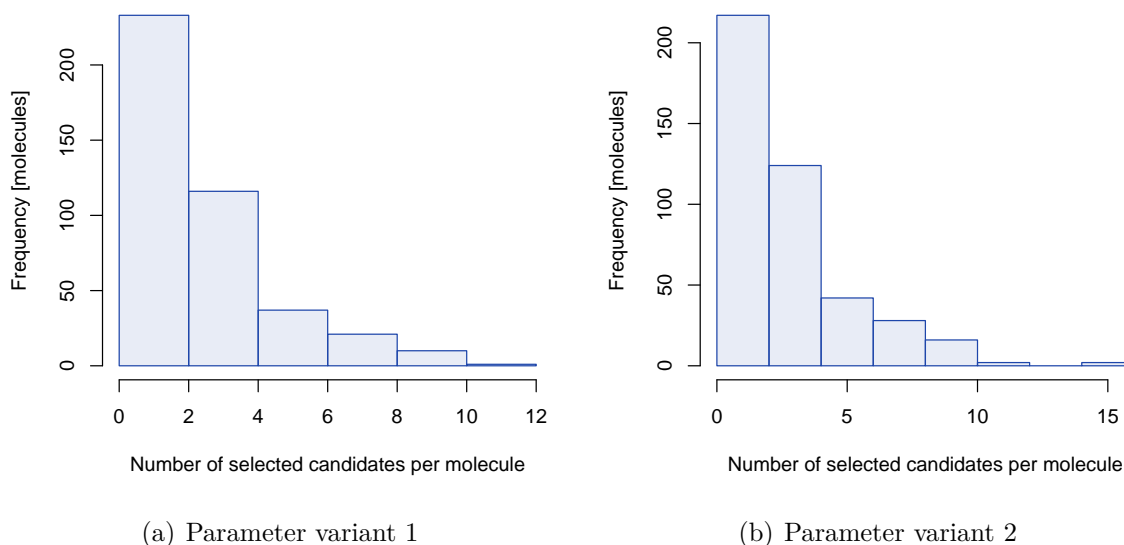 Frequency [molecules]
200
150
100
50
0
0 2 4 6 8 10 12
Number of selected candidates per molecule
(a) Parameter variant 1
Frequency [molecules]
200
150
100
50
0
0 5 10 15
Number of selected candidates per molecule
(b) Parameter variant 2